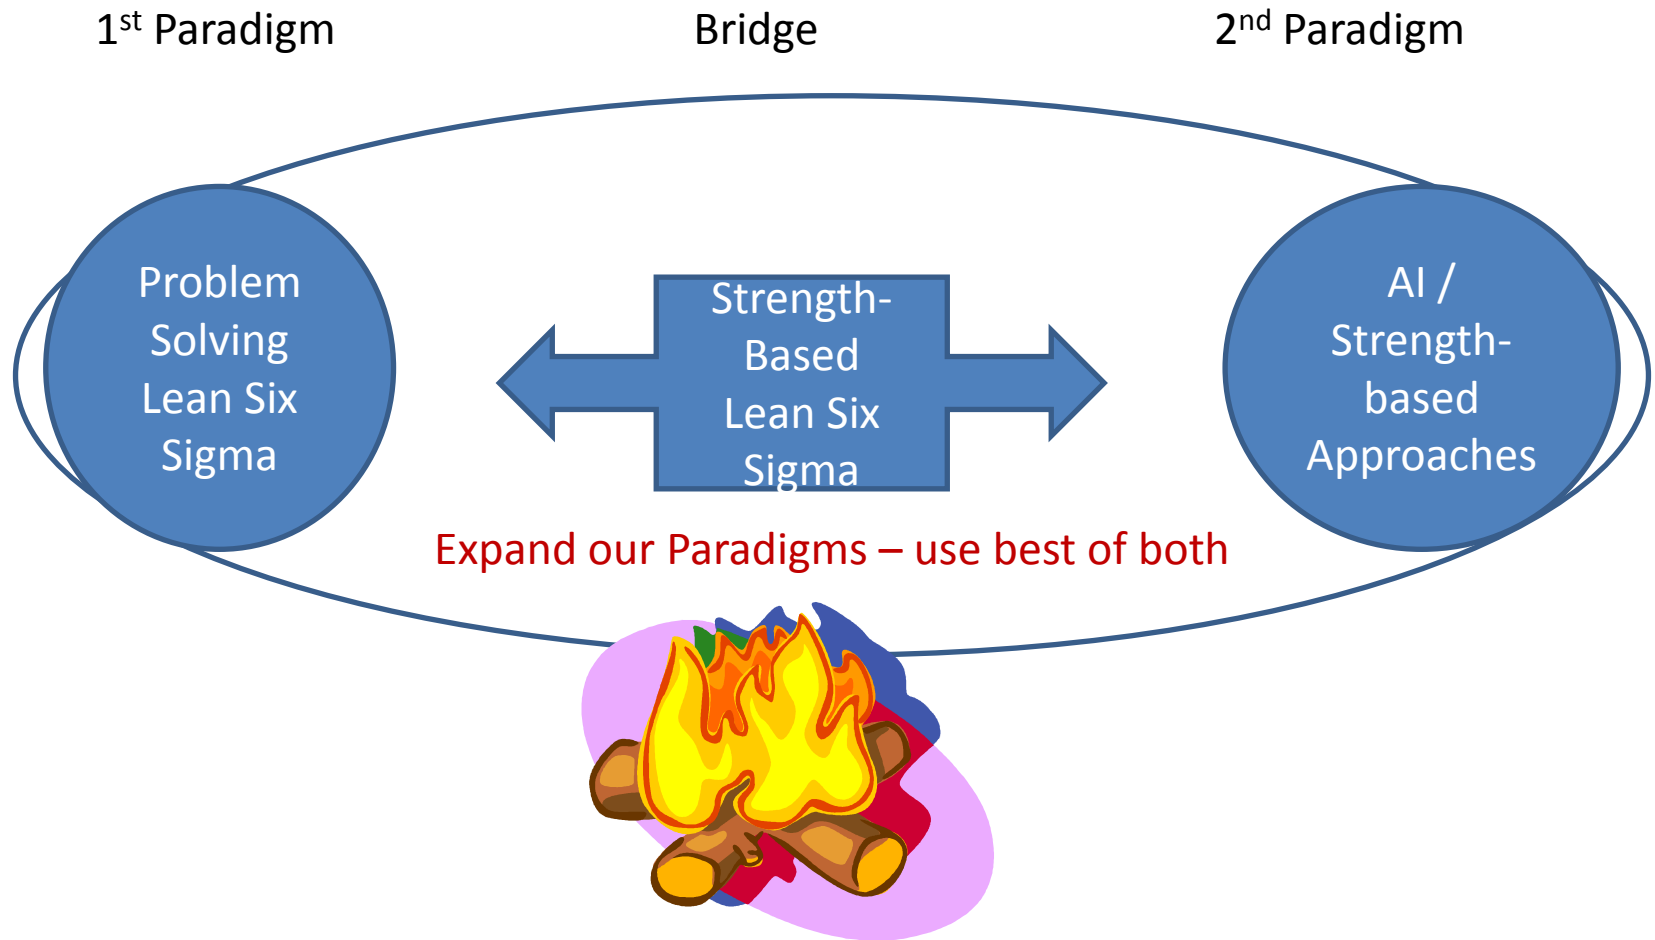 1st Paradigm
Bridge
2nd Paradigm
Problem
Solving
Lean Six
Sigma
Strength-
Based
Lean Six
Sigma
AI /
Strength-
based
Approaches
Expand our Paradigms – use best of both